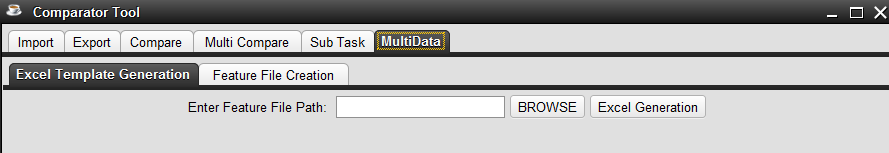 Comparator Tool
Import Export Compare Multi Compare Sub Task MultiData
Excel Template Generation Feature File Creation
Enter Feature File Path: BROWSE Excel Generation